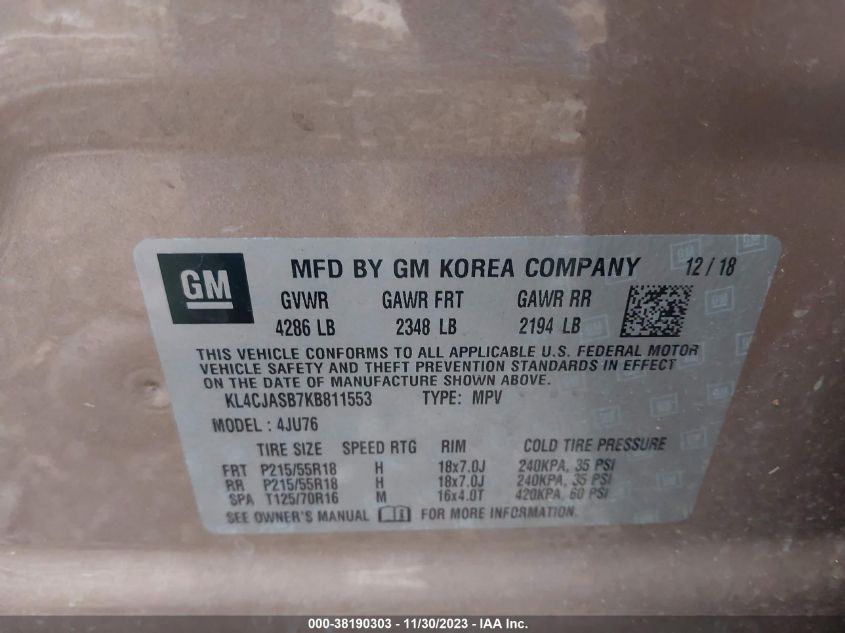 GM
MFD BY GM KOREA COMPANY 12/18
GVWR GAWR FRT GAWR RR
4286 LB 2348 LB 2194 LB
THIS VEHICLE CONFORMS TO ALL APPLICABLE U.S. FEDERAL MOTOR
VEHICLE SAFETY AND THEFT PREVENTION STANDARDS IN EFFECT
ON THE DATE OF MANUFACTURE SHOWN ABOVE.
KL4CJASB7KB811553 TYPE: MPV
MODEL : 4JU76
TIRE SIZE SPEED RTG RIM COLD TIRE PRESSURE
FRT P215/55R18 H 18x7.0J 240KPA, 35 PSI
RR P215/55R18 H 18x7.0J 240KPA, 35 PSI
SPA T125/70R16 M 16x4.0T 420KPA, 60 PSI
SEE OWNER'S MANUAL FOR MORE INFORMATION.
000-38190303 - 11/30/2023 - IAA Inc.